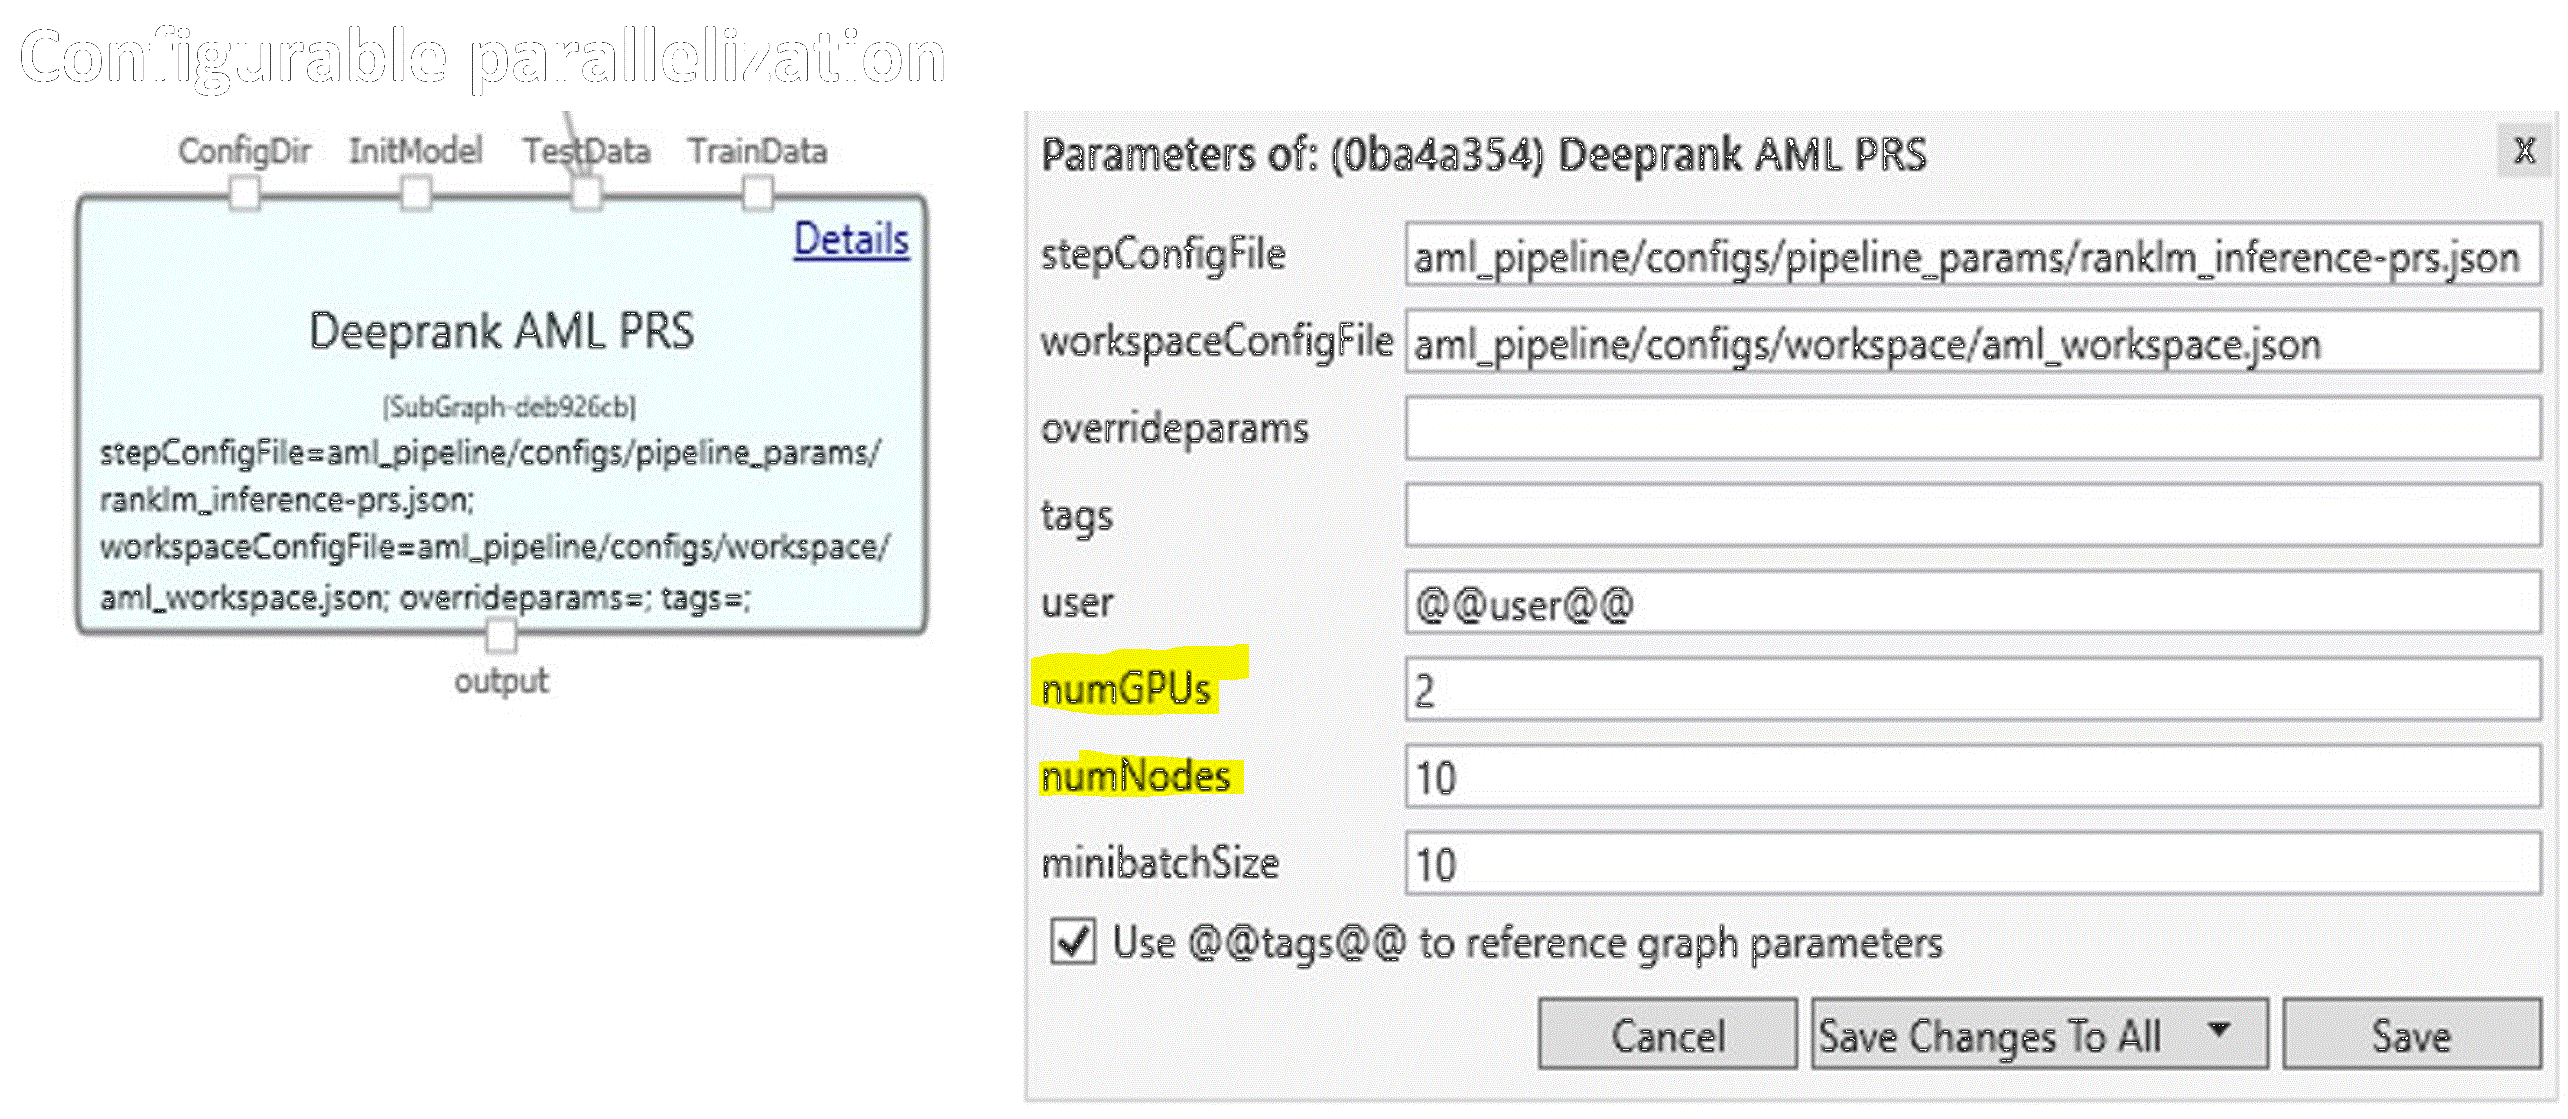 Configurable parallelization
ConfigDir InitModel TestData TrainData
Details
Deeprank AML PRS
[SubGraph-deb926cb]
stepConfigFile=aml_pipeline/configs/pipeline_params/
ranklm_inference-prs.json;
workspaceConfigFile=aml_pipeline/configs/workspace/
aml_workspace.json; overrideparams=; tags=;
output
Parameters of: (0ba4a354) Deeprank AML PRS
X
stepConfigFile aml_pipeline/configs/pipeline_params/ranklm_inference-prs.json
workspaceConfigFile aml_pipeline/configs/workspace/aml_workspace.json
overrideparams
tags
user @@user@@
numGPUs 2
numNodes 10
minibatchSize 10
Use @@tags@@ to reference graph parameters
Cancel Save Changes To All Save